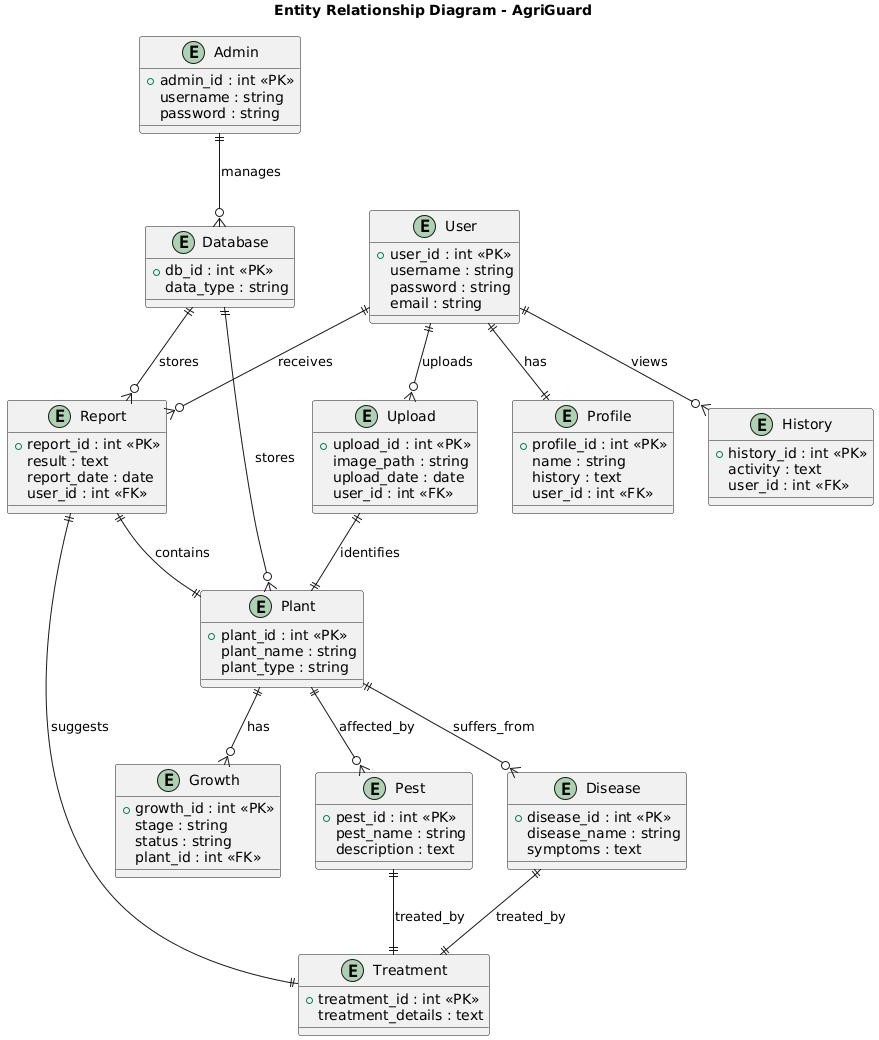 Entity Relationship Diagram - AgriGuard
E Admin
admin_id : int «PK»
username : string
password : string
manages
E Database
db_id : int «PK»
data_type : string
E User
user_id : int «PK»
username : string
password : string
email : string
stores
receives
uploads
has
views
E Report
report_id : int «PK»
result : text
report_date : date
user_id : int «FK»
stores
E Upload
upload_id : int «PK»
image_path : string
upload_date : date
user_id : int «FK»
E Profile
profile_id : int «PK»
name : string
history : text
user_id : int «FK»
E History
history_id : int «PK»
activity : text
user_id : int «FK»
contains
identifies
E Plant
plant_id : int «PK»
plant_name : string
plant_type : string
suggests
has
affected_by
suffers_from
E Growth
growth_id : int «PK»
stage : string
status : string
plant_id : int «FK»
E Pest
pest_id : int «PK»
pest_name : string
description : text
E Disease
disease_id : int «PK»
disease_name : string
symptoms : text
treated_by
treated_by
E Treatment
treatment_id : int «PK»
treatment_details : text